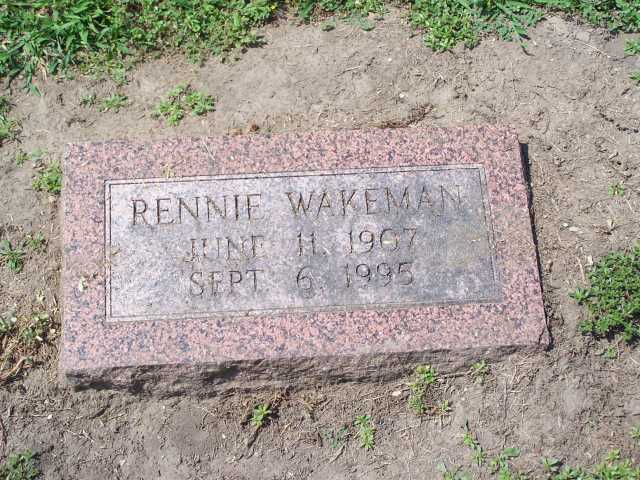 RENNIE WAKEMAN
JUNE 11, 1907
SEPT 6 1995